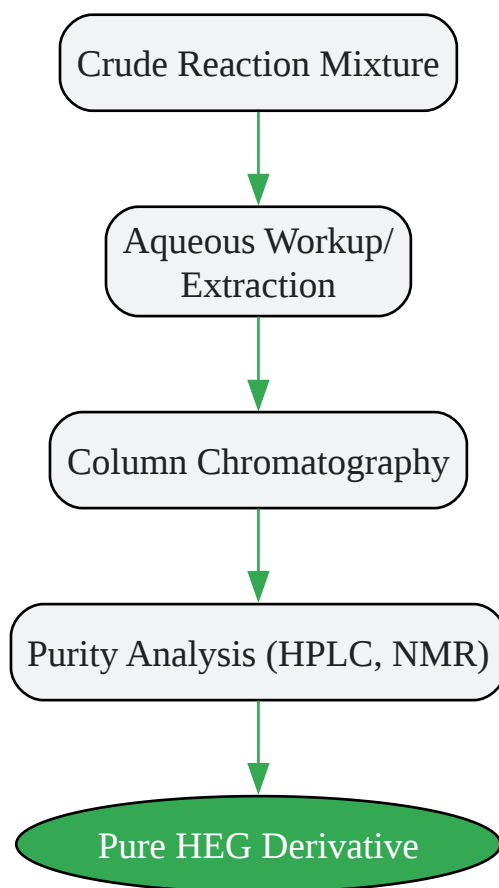 Crude Reaction Mixture
Aqueous Workup/
Extraction
Column Chromatography
Purity Analysis (HPLC, NMR)
Pure HEG Derivative